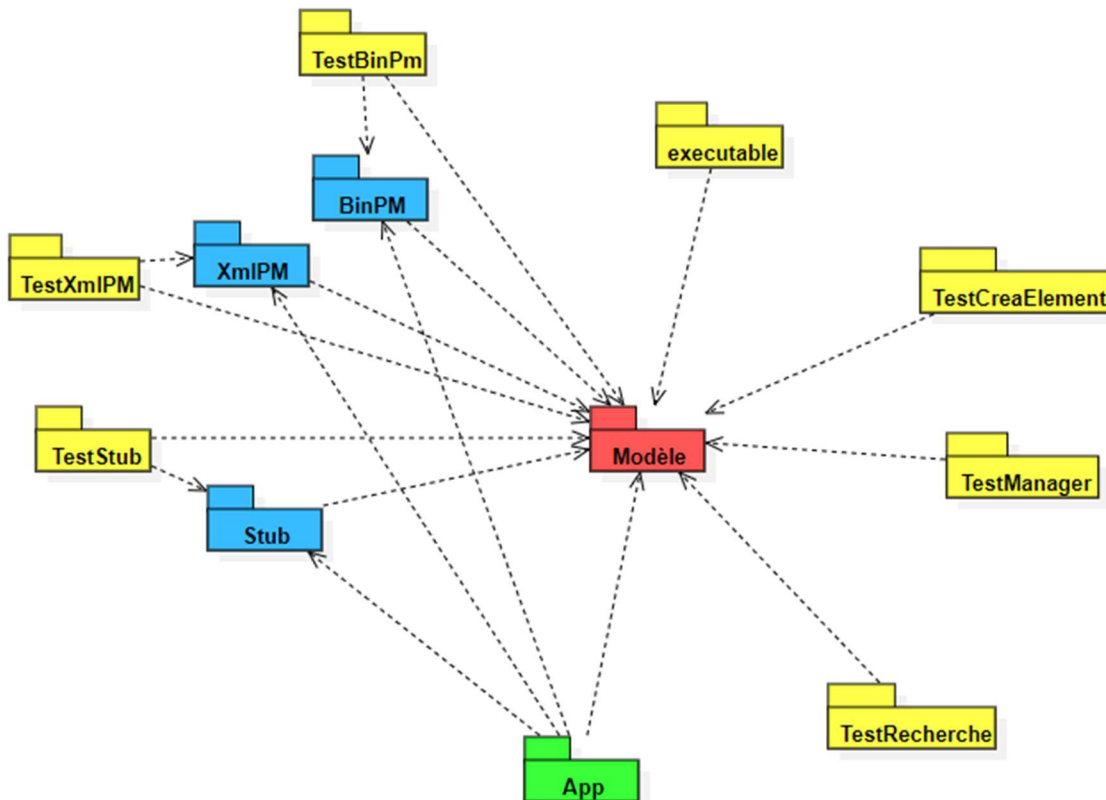 TestBinPm
executable
BinPM
XmlPM
TestXmlPM
TestCreaElement
TestStub
Modèle
TestManager
Stub
TestRecherche
App